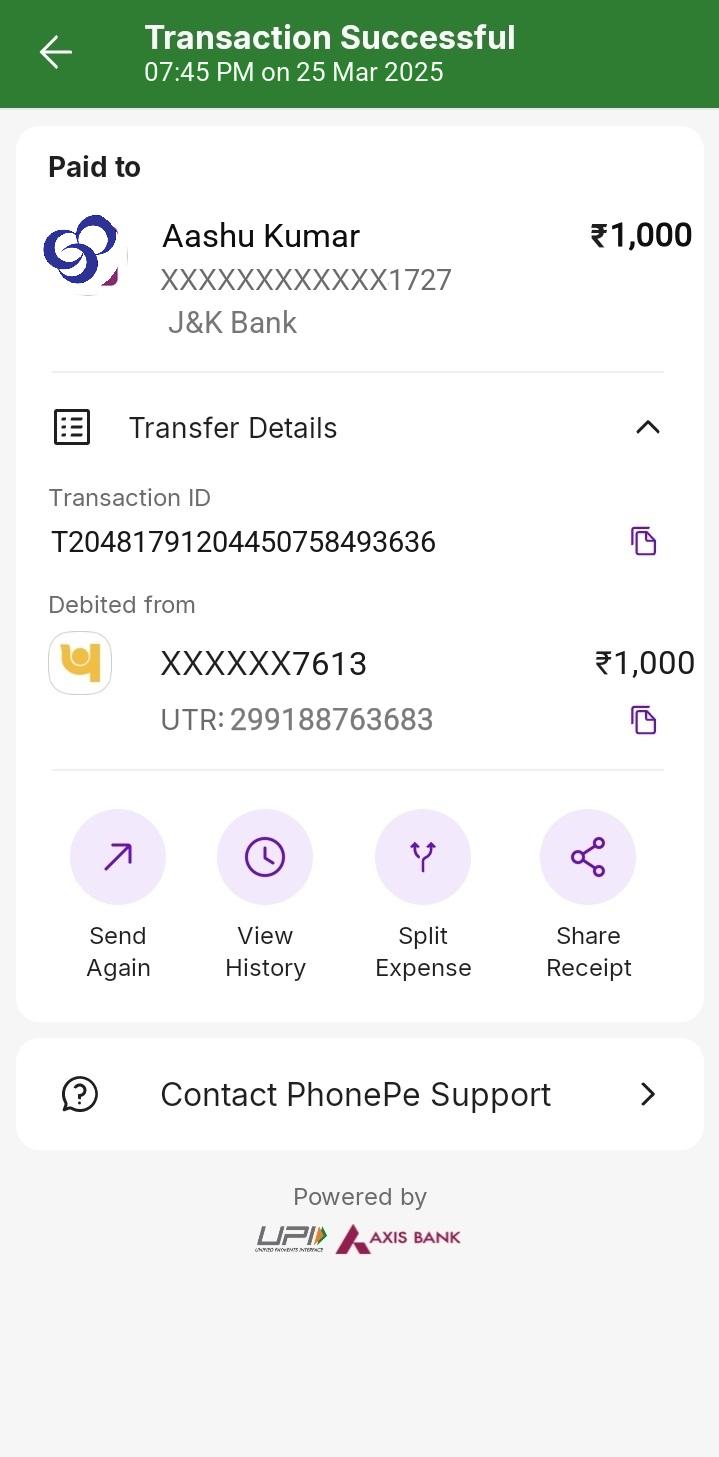 Transaction Successful
07:45 PM on 25 Mar 2025
Paid to
Aashu Kumar
₹1,000
XXXXXXXXXXXX1727
J&K Bank
Transfer Details
Transaction ID
T20481791204450758493636
Debited from
XXXXXX7613
₹1,000
UTR: 299188763683
Send Again
View History
Split Expense
Share Receipt
Contact PhonePe Support
Powered by
UPI
UNIFIED PAYMENTS INTERFACE
AXIS BANK